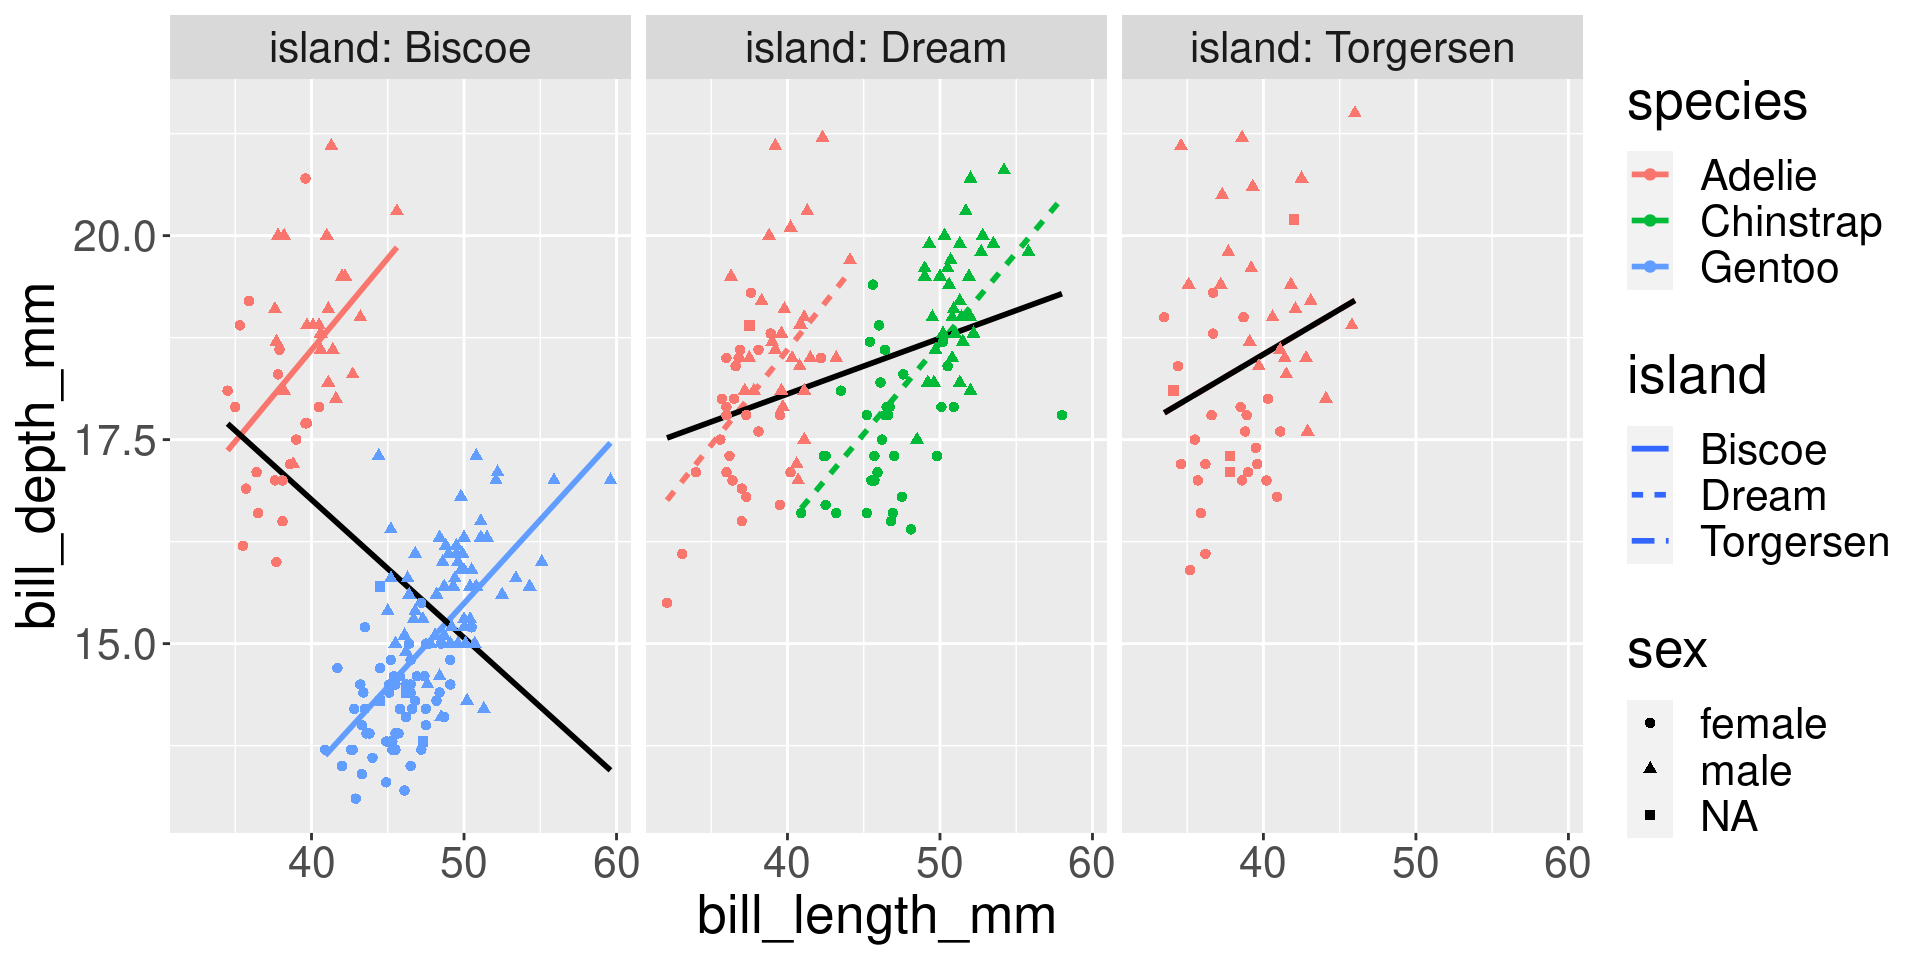 island: Biscoe
island: Dream
island: Torgersen
bill_depth_mm
20.0
17.5
15.0
40
50
60
40
50
60
40
50
60
bill_length_mm
species
Adelie
Chinstrap
Gentoo
island
Biscoe
Dream
Torgersen
sex
female
male
NA